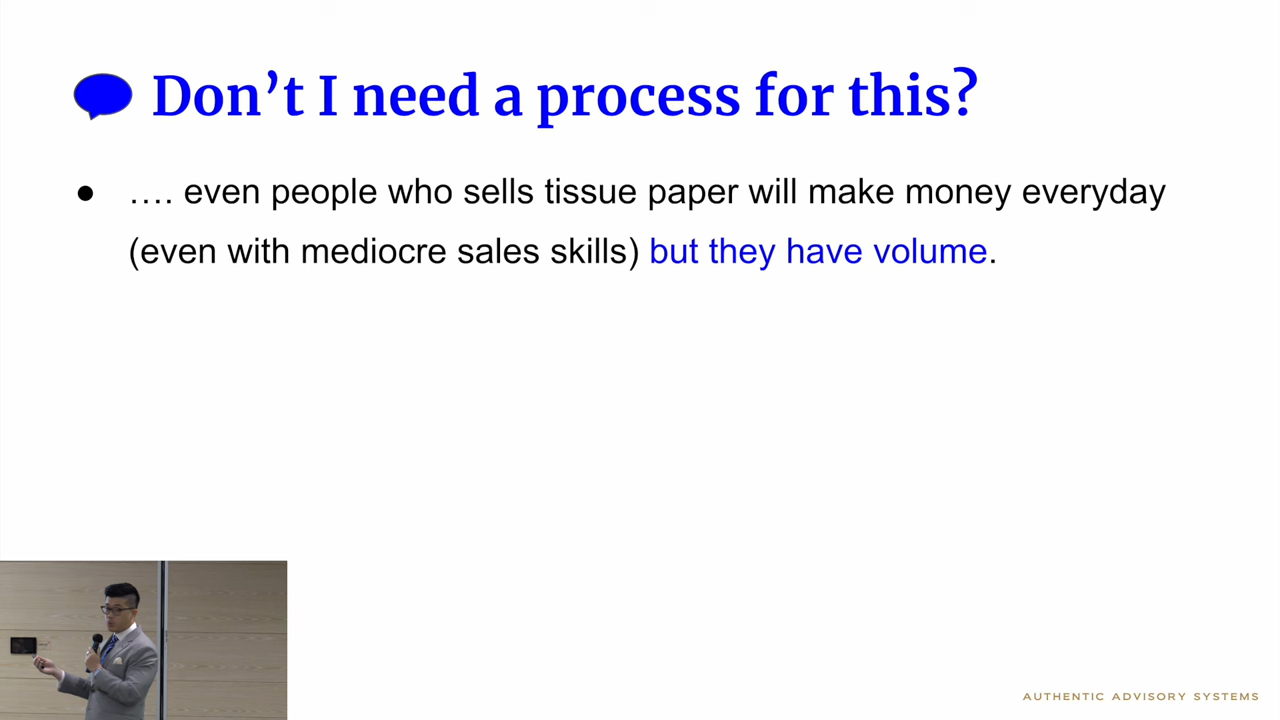 Don’t I need a process for this?
● …. even people who sells tissue paper will make money everyday
(even with mediocre sales skills) but they have volume.
AUTHENTIC ADVISORY SYSTEMS